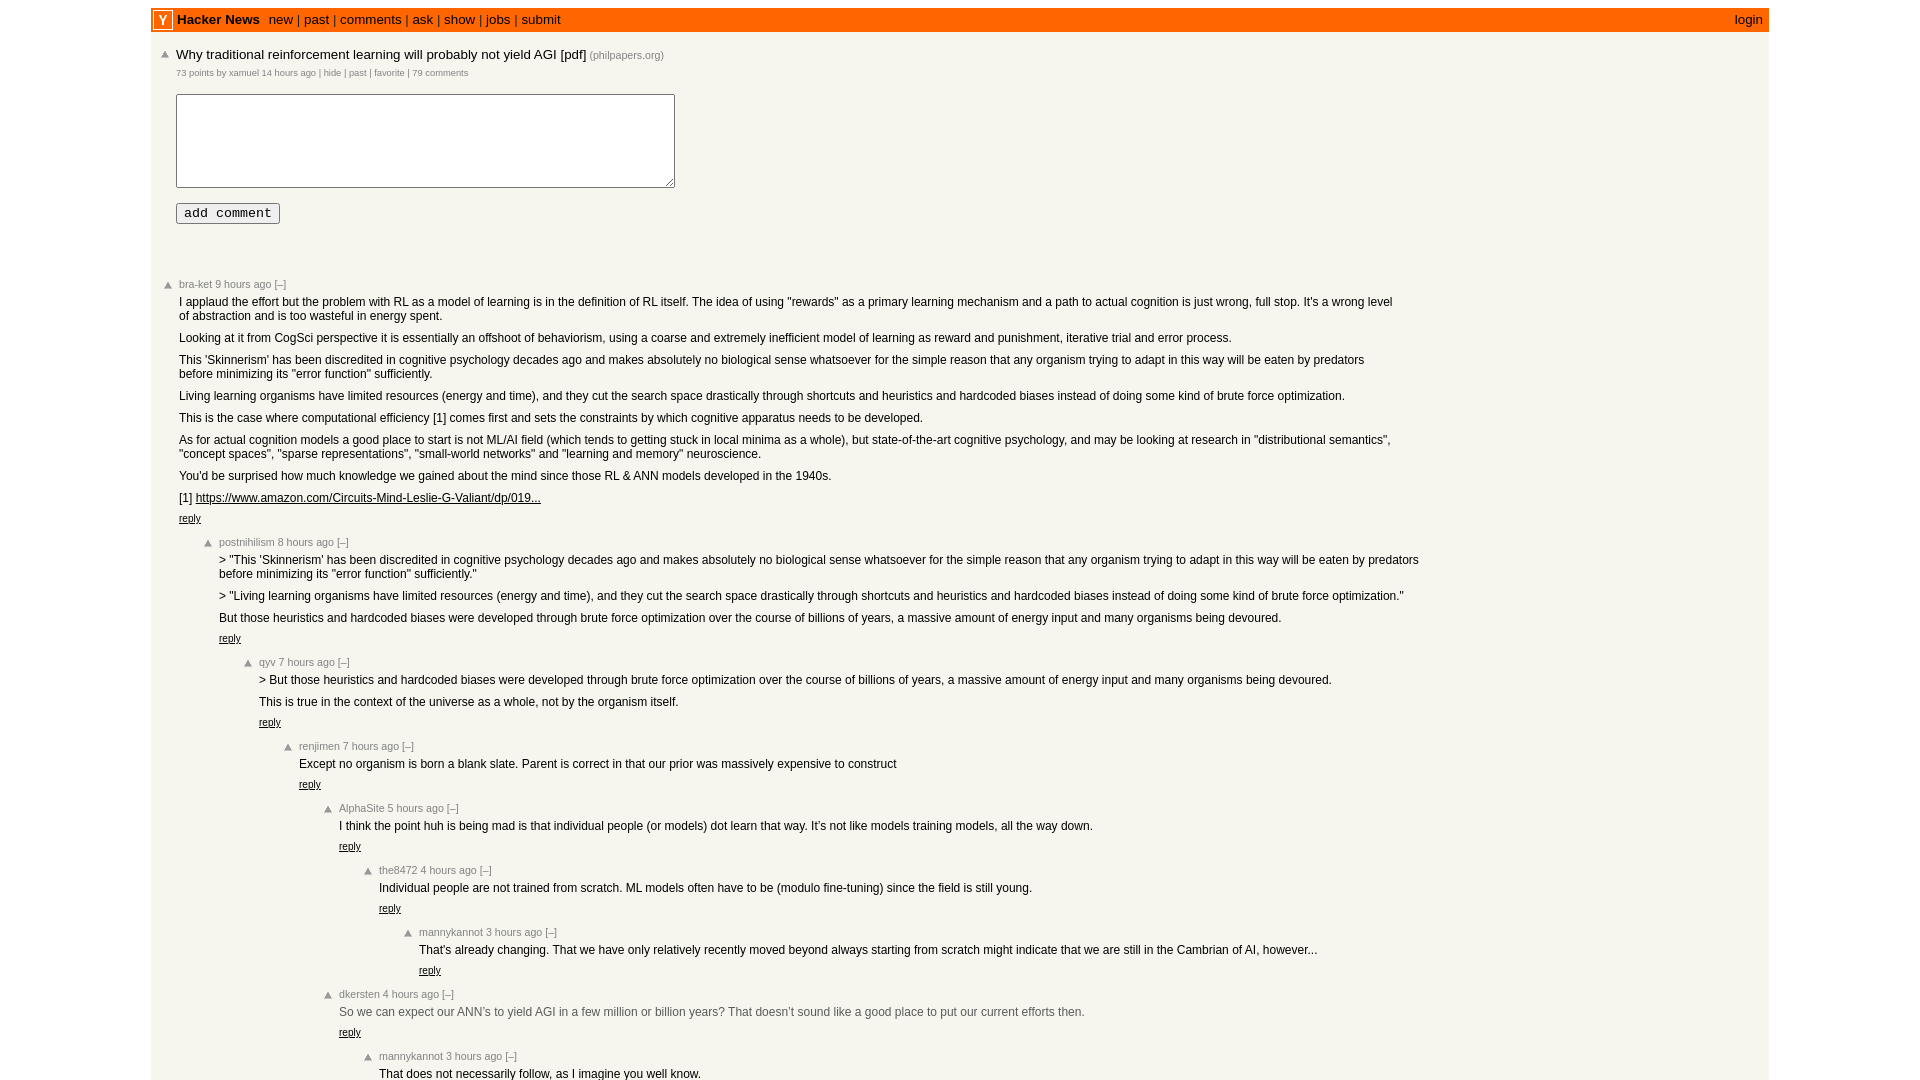 Y Hacker News new | past | comments | ask | show | jobs | submit login
Why traditional reinforcement learning will probably not yield AGI [pdf] (philpapers.org)
73 points by xamuel 14 hours ago | hide | past | favorite | 79 comments
add comment
bra-ket 9 hours ago [–]
I applaud the effort but the problem with RL as a model of learning is in the definition of RL itself. The idea of using "rewards" as a primary learning mechanism and a path to actual cognition is just wrong, full stop. It's a wrong level
of abstraction and is too wasteful in energy spent.
Looking at it from CogSci perspective it is essentially an offshoot of behaviorism, using a coarse and extremely inefficient model of learning as reward and punishment, iterative trial and error process.
This 'Skinnerism' has been discredited in cognitive psychology decades ago and makes absolutely no biological sense whatsoever for the simple reason that any organism trying to adapt in this way will be eaten by predators
before minimizing its "error function" sufficiently.
Living learning organisms have limited resources (energy and time), and they cut the search space drastically through shortcuts and heuristics and hardcoded biases instead of doing some kind of brute force optimization.
This is the case where computational efficiency [1] comes first and sets the constraints by which cognitive apparatus needs to be developed.
As for actual cognition models a good place to start is not ML/AI field (which tends to getting stuck in local minima as a whole), but state-of-the-art cognitive psychology, and may be looking at research in "distributional semantics",
"concept spaces", "sparse representations", "small-world networks" and "learning and memory" neuroscience.
You'd be surprised how much knowledge we gained about the mind since those RL & ANN models developed in the 1940s.
[1] https://www.amazon.com/Circuits-Mind-Leslie-G-Valiant/dp/019...
reply
postnihilism 8 hours ago [–]
> "This 'Skinnerism' has been discredited in cognitive psychology decades ago and makes absolutely no biological sense whatsoever for the simple reason that any organism trying to adapt in this way will be eaten by predators
before minimizing its "error function" sufficiently."
> "Living learning organisms have limited resources (energy and time), and they cut the search space drastically through shortcuts and heuristics and hardcoded biases instead of doing some kind of brute force optimization."
But those heuristics and hardcoded biases were developed through brute force optimization over the course of billions of years, a massive amount of energy input and many organisms being devoured.
reply
qyv 7 hours ago [–]
> But those heuristics and hardcoded biases were developed through brute force optimization over the course of billions of years, a massive amount of energy input and many organisms being devoured.
This is true in the context of the universe as a whole, not by the organism itself.
reply
renjimen 7 hours ago [–]
Except no organism is born a blank slate. Parent is correct in that our prior was massively expensive to construct
reply
AlphaSite 5 hours ago [–]
I think the point huh is being mad is that individual people (or models) dot learn that way. It’s not like models training models, all the way down.
reply
the8472 4 hours ago [–]
Individual people are not trained from scratch. ML models often have to be (modulo fine-tuning) since the field is still young.
reply
mannykannot 3 hours ago [–]
That's already changing. That we have only relatively recently moved beyond always starting from scratch might indicate that we are still in the Cambrian of AI, however...
reply
dkersten 4 hours ago [–]
So we can expect our ANN’s to yield AGI in a few million or billion years? That doesn’t sound like a good place to put our current efforts then.
reply
mannykannot 3 hours ago [–]
That does not necessarily follow, as I imagine you well know.